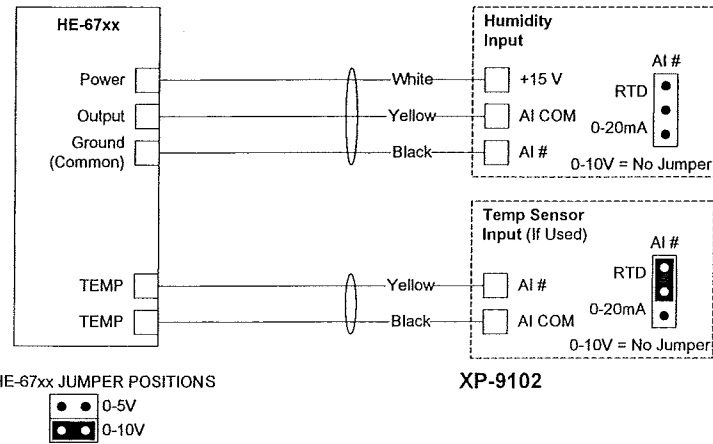 HE-67xx
Power
Output
Ground
(Common)
TEMP
TEMP
White
Yellow
Black
Yellow
Black
Humidity
Input
+15 V
AI COM
AI #
AI #
RTD
0-20mA
0-10V = No Jumper
Temp Sensor
Input (If Used)
AI #
AI COM
AI #
RTD
0-20mA
0-10V = No Jumper
HE-67xx JUMPER POSITIONS
0-5V
0-10V
XP-9102